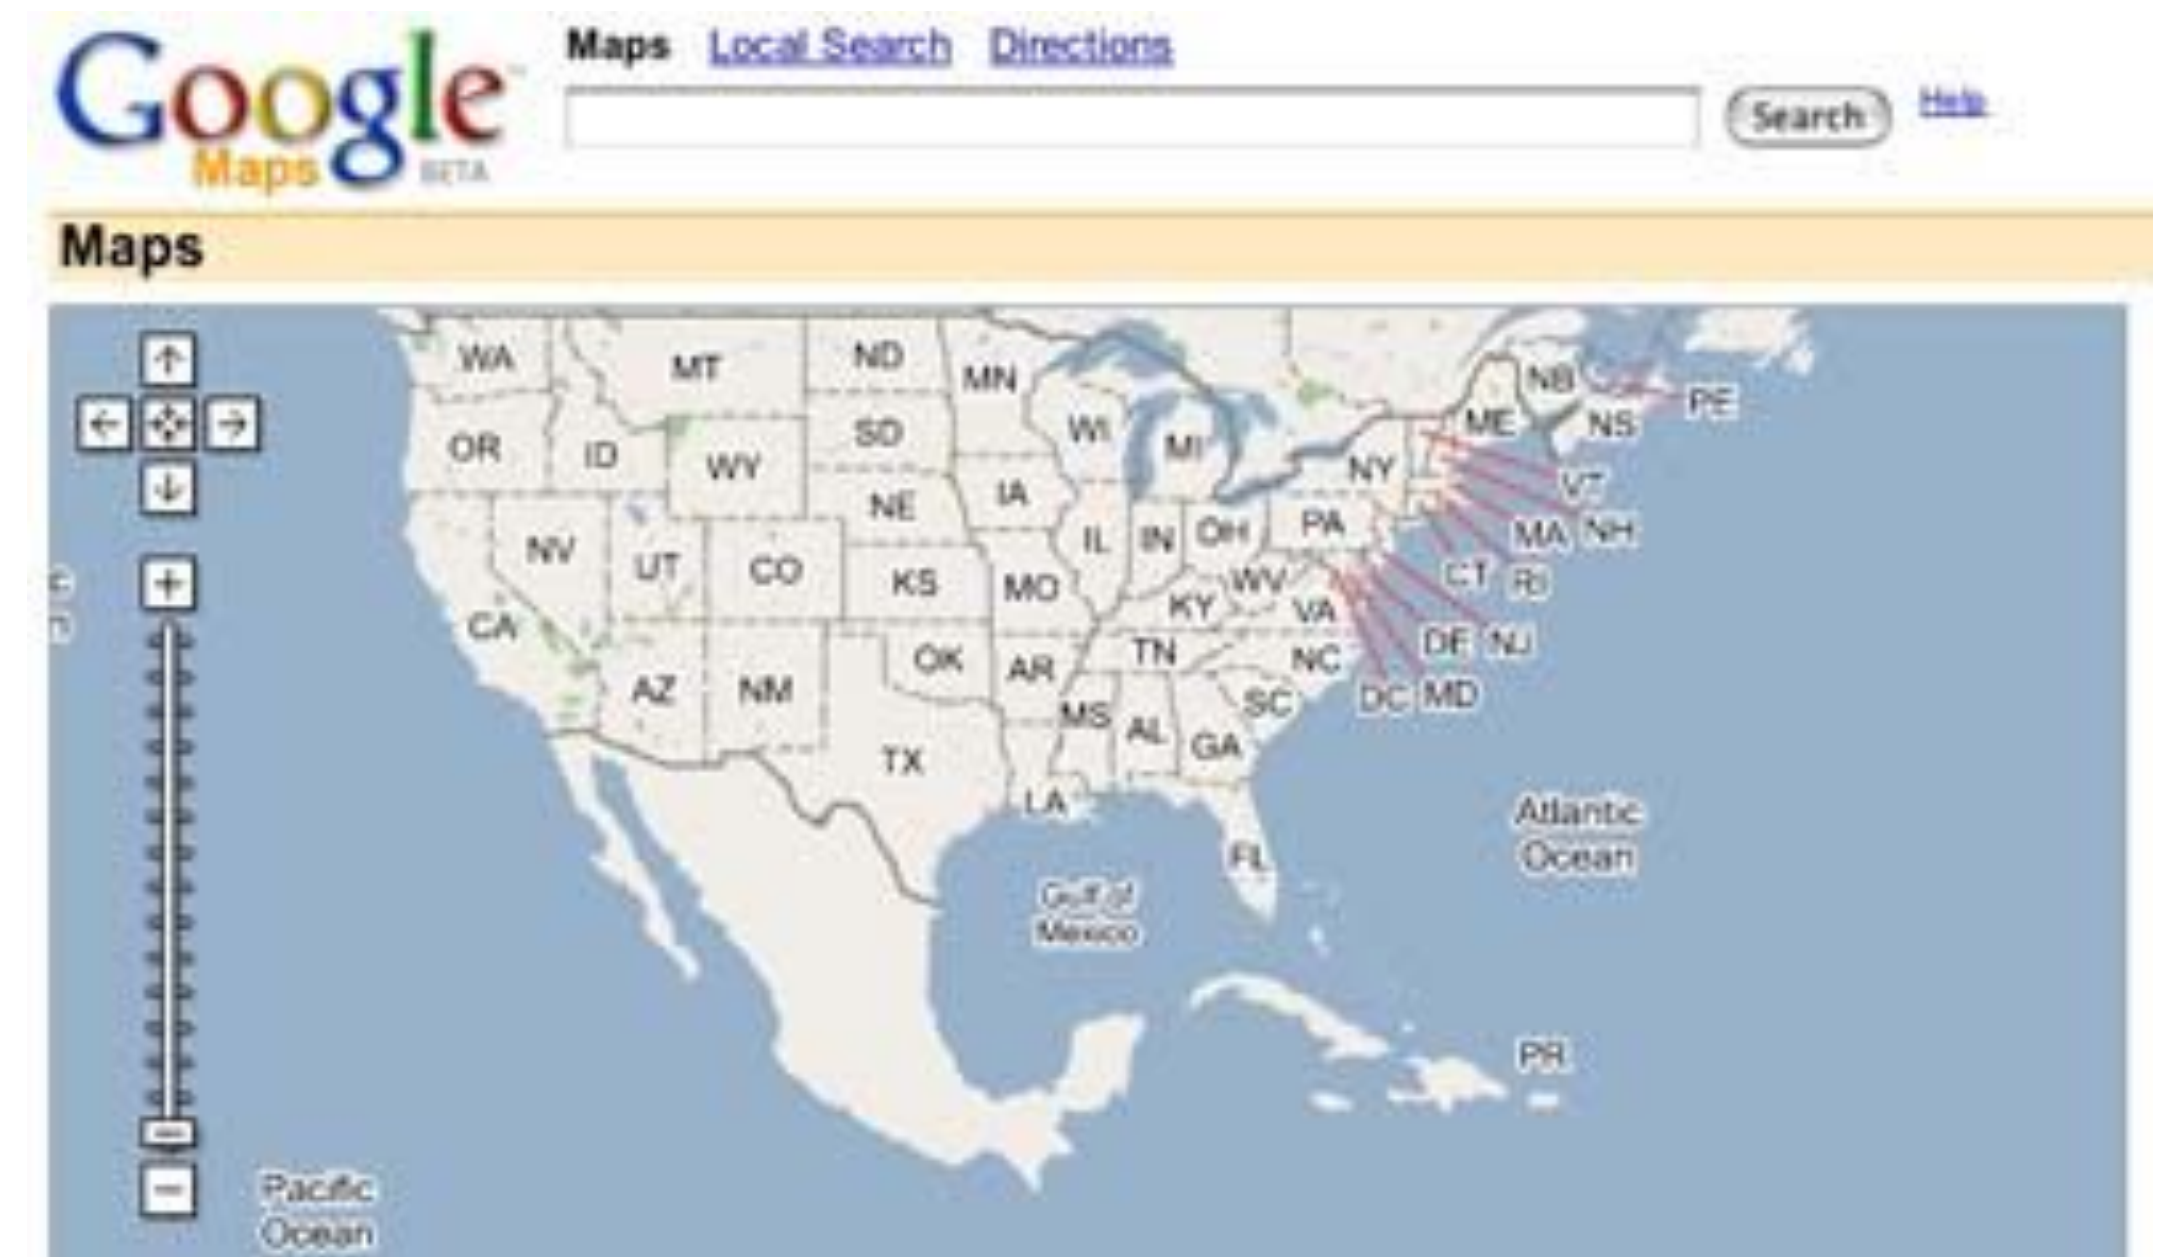 Maps Local Search Directions
Google
Maps BETA
Search Help
Maps
WA MT ND MN NB PE
OR ID WY SD WI MI ME NS
NY VT
NE IA
NV UT CO IL IN OH PA MA NH
KS MO WV CT RI
CA KY VA
OK AR TN NC DE NJ
AZ NM SC DC MD
MS AL GA
TX
LA
Atlantic
Ocean
FL
Gulf of
Mexico
PR
Pacific
Ocean